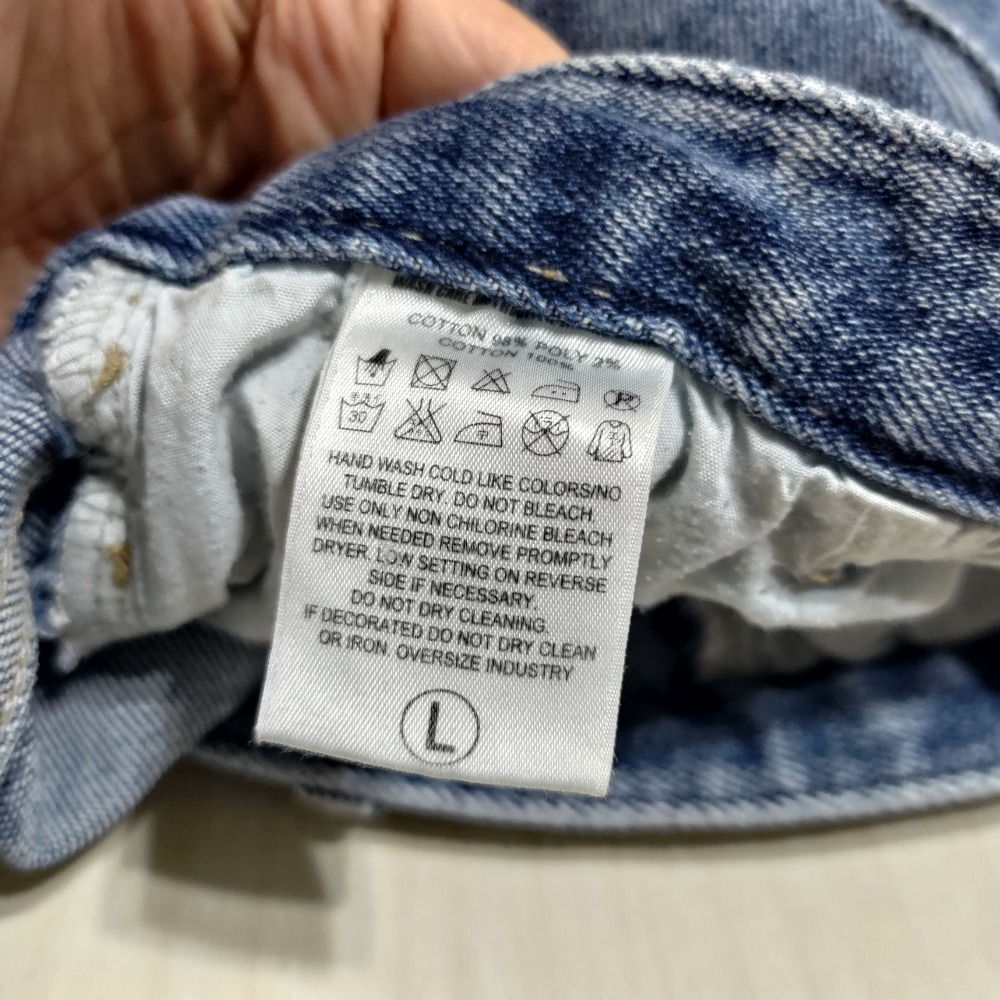 COTTON 98% POLY 2%
COTTON 100%
30
HAND WASH COLD LIKE COLORS/NO
TUMBLE DRY. DO NOT BLEACH,
USE ONLY NON CHLORINE BLEACH
WHEN NEEDED REMOVE PROMPTLY
DRYER, LOW SETTING ON REVERSE
SIDE IF NECESSARY.
DO NOT DRY CLEANING.
IF DECORATED DO NOT DRY CLEAN
OR IRON. OVERSIZE INDUSTRY
L